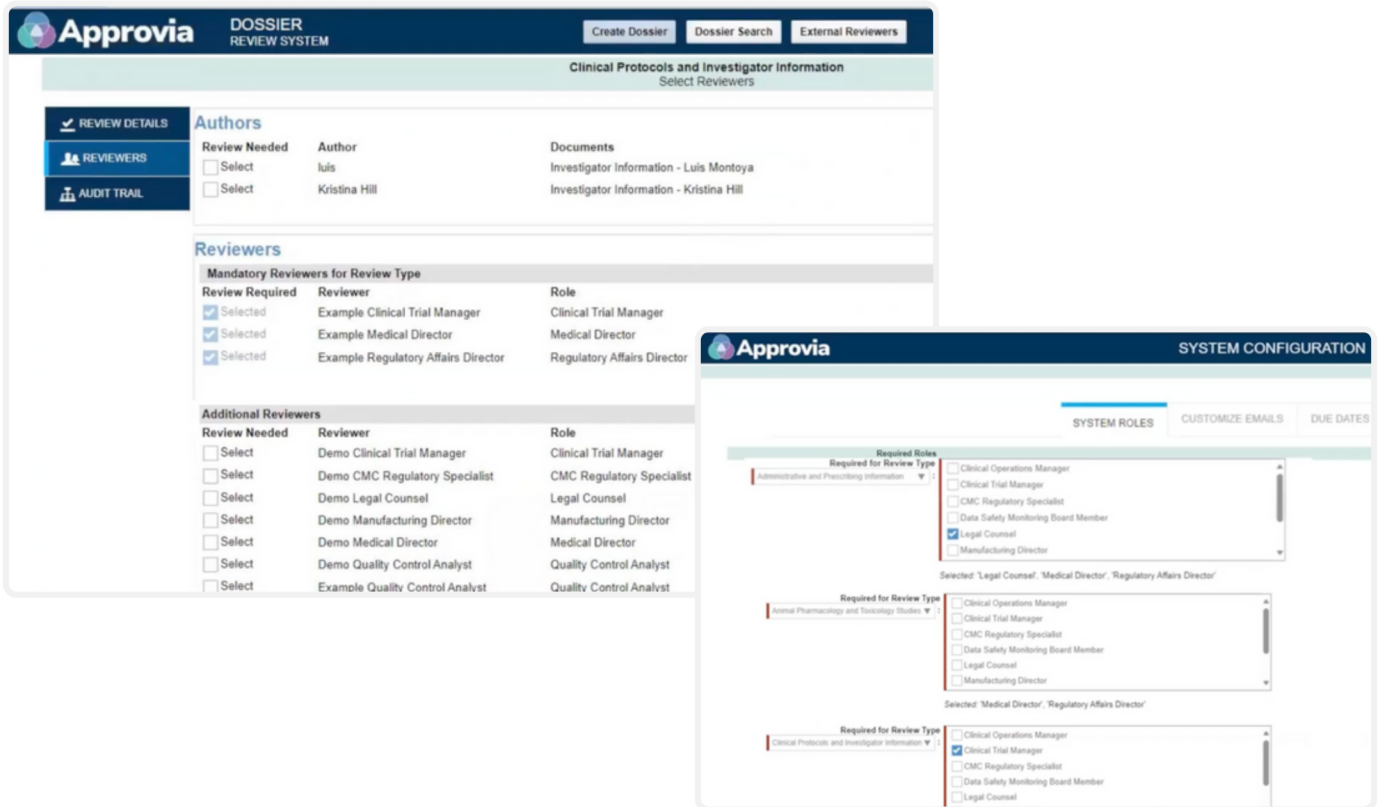 Approvia
DOSSIER
REVIEW SYSTEM
Create Dossier Dossier Search External Reviewers
Clinical Protocols and Investigator Information
Select Reviewers
REVIEW DETAILS
REVIEWERS
AUDIT TRAIL
Authors
Review Needed Author Documents
Select luis Investigator Information - Luis Montoya
Select Kristina Hill Investigator Information - Kristina Hill
Reviewers
Mandatory Reviewers for Review Type
Review Required Reviewer Role
Selected Example Clinical Trial Manager Clinical Trial Manager
Selected Example Medical Director Medical Director
Selected Example Regulatory Affairs Director Regulatory Affairs Director
Additional Reviewers
Review Needed Reviewer Role
Select Demo Clinical Trial Manager Clinical Trial Manager
Select Demo CMC Regulatory Specialist CMC Regulatory Specialist
Select Demo Legal Counsel Legal Counsel
Select Demo Manufacturing Director Manufacturing Director
Select Demo Medical Director Medical Director
Select Demo Quality Control Analyst Quality Control Analyst
Select Example Quality Control Analyst Quality Control Analyst
Approvia
SYSTEM CONFIGURATION
SYSTEM ROLES CUSTOMIZE EMAILS DUE DATES
Required Roles
Required for Review Type
Administrative and Prescribing Information :
Clinical Operations Manager
Clinical Trial Manager
CMC Regulatory Specialist
Data Safety Monitoring Board Member
Legal Counsel
Manufacturing Director
Selected: 'Legal Counsel', 'Medical Director', 'Regulatory Affairs Director'
Required for Review Type
Animal Pharmacology and Toxicology Studies :
Clinical Operations Manager
Clinical Trial Manager
CMC Regulatory Specialist
Data Safety Monitoring Board Member
Legal Counsel
Manufacturing Director
Selected: 'Medical Director', 'Regulatory Affairs Director'
Required for Review Type
Clinical Protocols and Investigator Information :
Clinical Operations Manager
Clinical Trial Manager
CMC Regulatory Specialist
Data Safety Monitoring Board Member
Legal Counsel